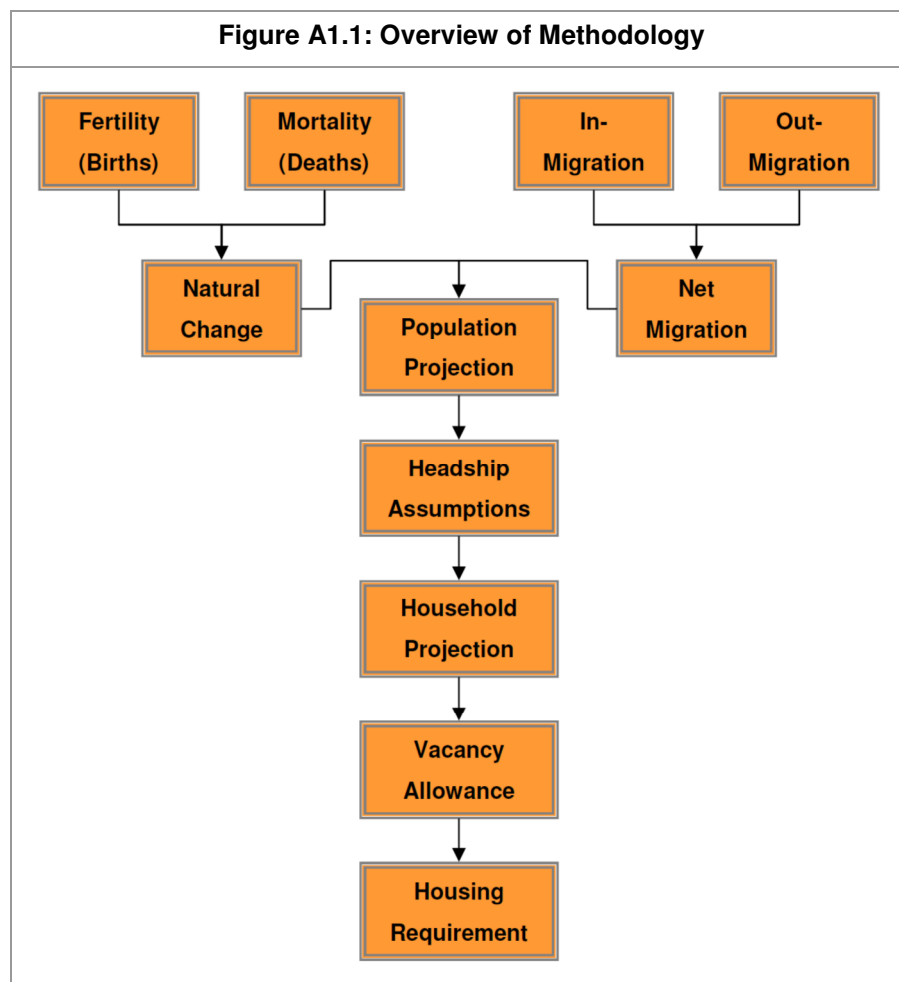 Figure A1.1: Overview of Methodology
Fertility
(Births)
Mortality
(Deaths)
In-
Migration
Out-
Migration
Natural
Change
Net
Migration
Population
Projection
Headship
Assumptions
Household
Projection
Vacancy
Allowance
Housing
Requirement